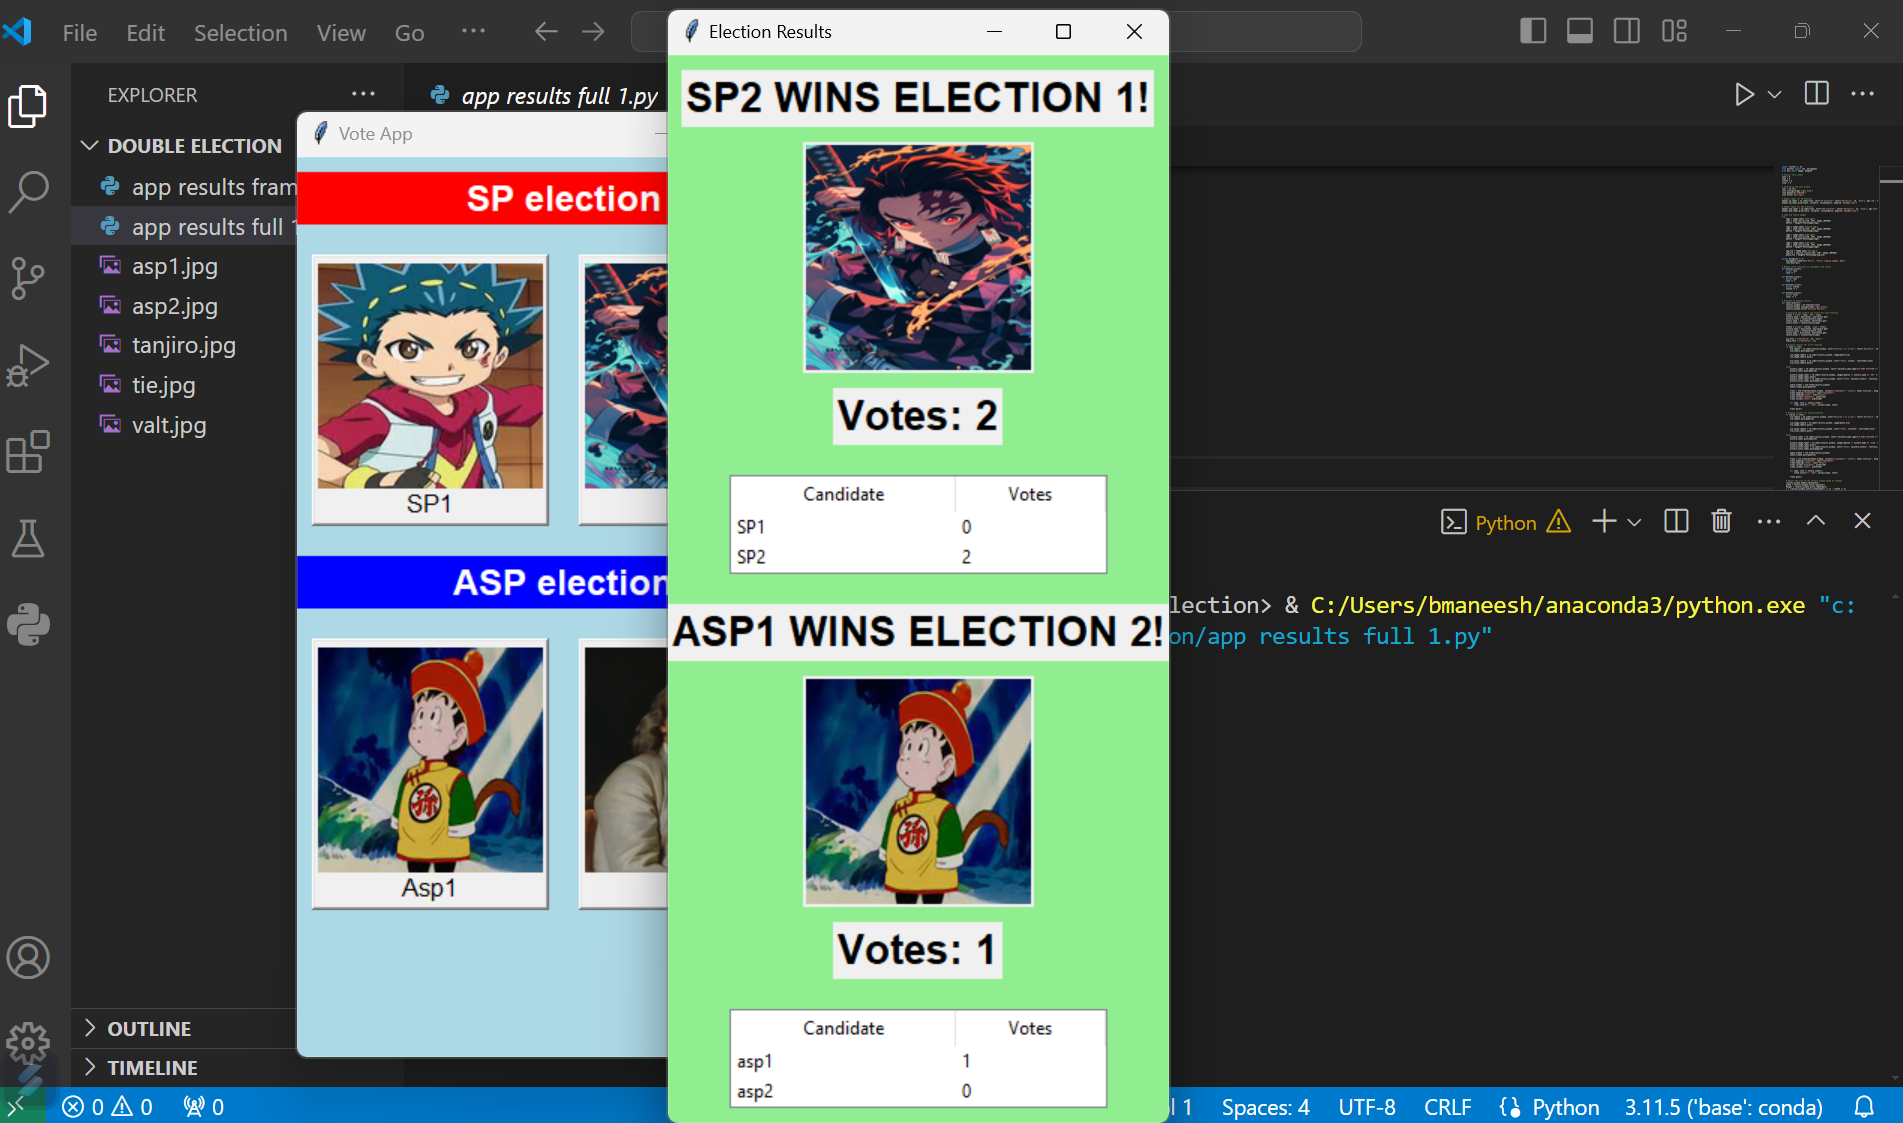 File Edit Selection View Go ...
EXPLORER
DOUBLE ELECTION
app results fram
app results full 1
asp1.jpg
asp2.jpg
tanjiro.jpg
tie.jpg
valt.jpg
OUTLINE
TIMELINE
app results full 1.py
Vote App
SP election
SP1
ASP election
Asp1
Election Results
SP2 WINS ELECTION 1!
Votes: 2
Candidate Votes
SP1 0
SP2 2
ASP1 WINS ELECTION 2!
Votes: 1
Candidate Votes
asp1 1
asp2 0
Python
lection> & C:/Users/bmaneesh/anaconda3/python.exe "c:
on/app results full 1.py"
0 0 0
l 1 Spaces: 4 UTF-8 CRLF Python 3.11.5 ('base': conda)